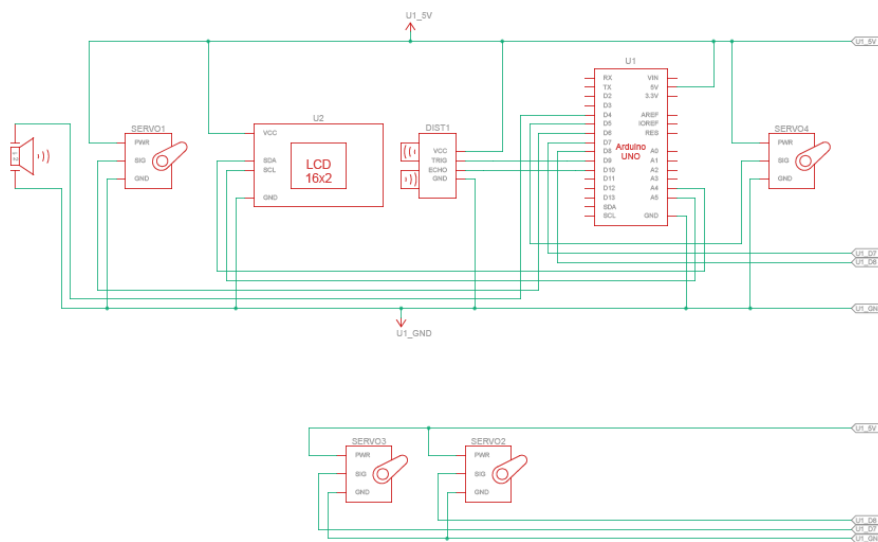 U1_5V
U1_5V
U1
SERVO1
PWR
SIG
GND
U2
VCC
SDA
SCL
GND
LCD
16x2
DIST1
VCC
TRIG
ECHO
GND
RX
TX
D2
D3
D4
D5
D6
D7
D8
D9
D10
D11
D12
D13
SDA
SCL
VIN
5V
3.3V
AREF
IOREF
RES
A0
A1
A2
A3
A4
A5
GND
Arduino
UNO
SERVO4
PWR
SIG
GND
U1_D7
U1_D8
U1_GN
U1_GND
U1_5V
SERVO3
PWR
SIG
GND
SERVO2
PWR
SIG
GND
U1_D8
U1_D7
U1_GN